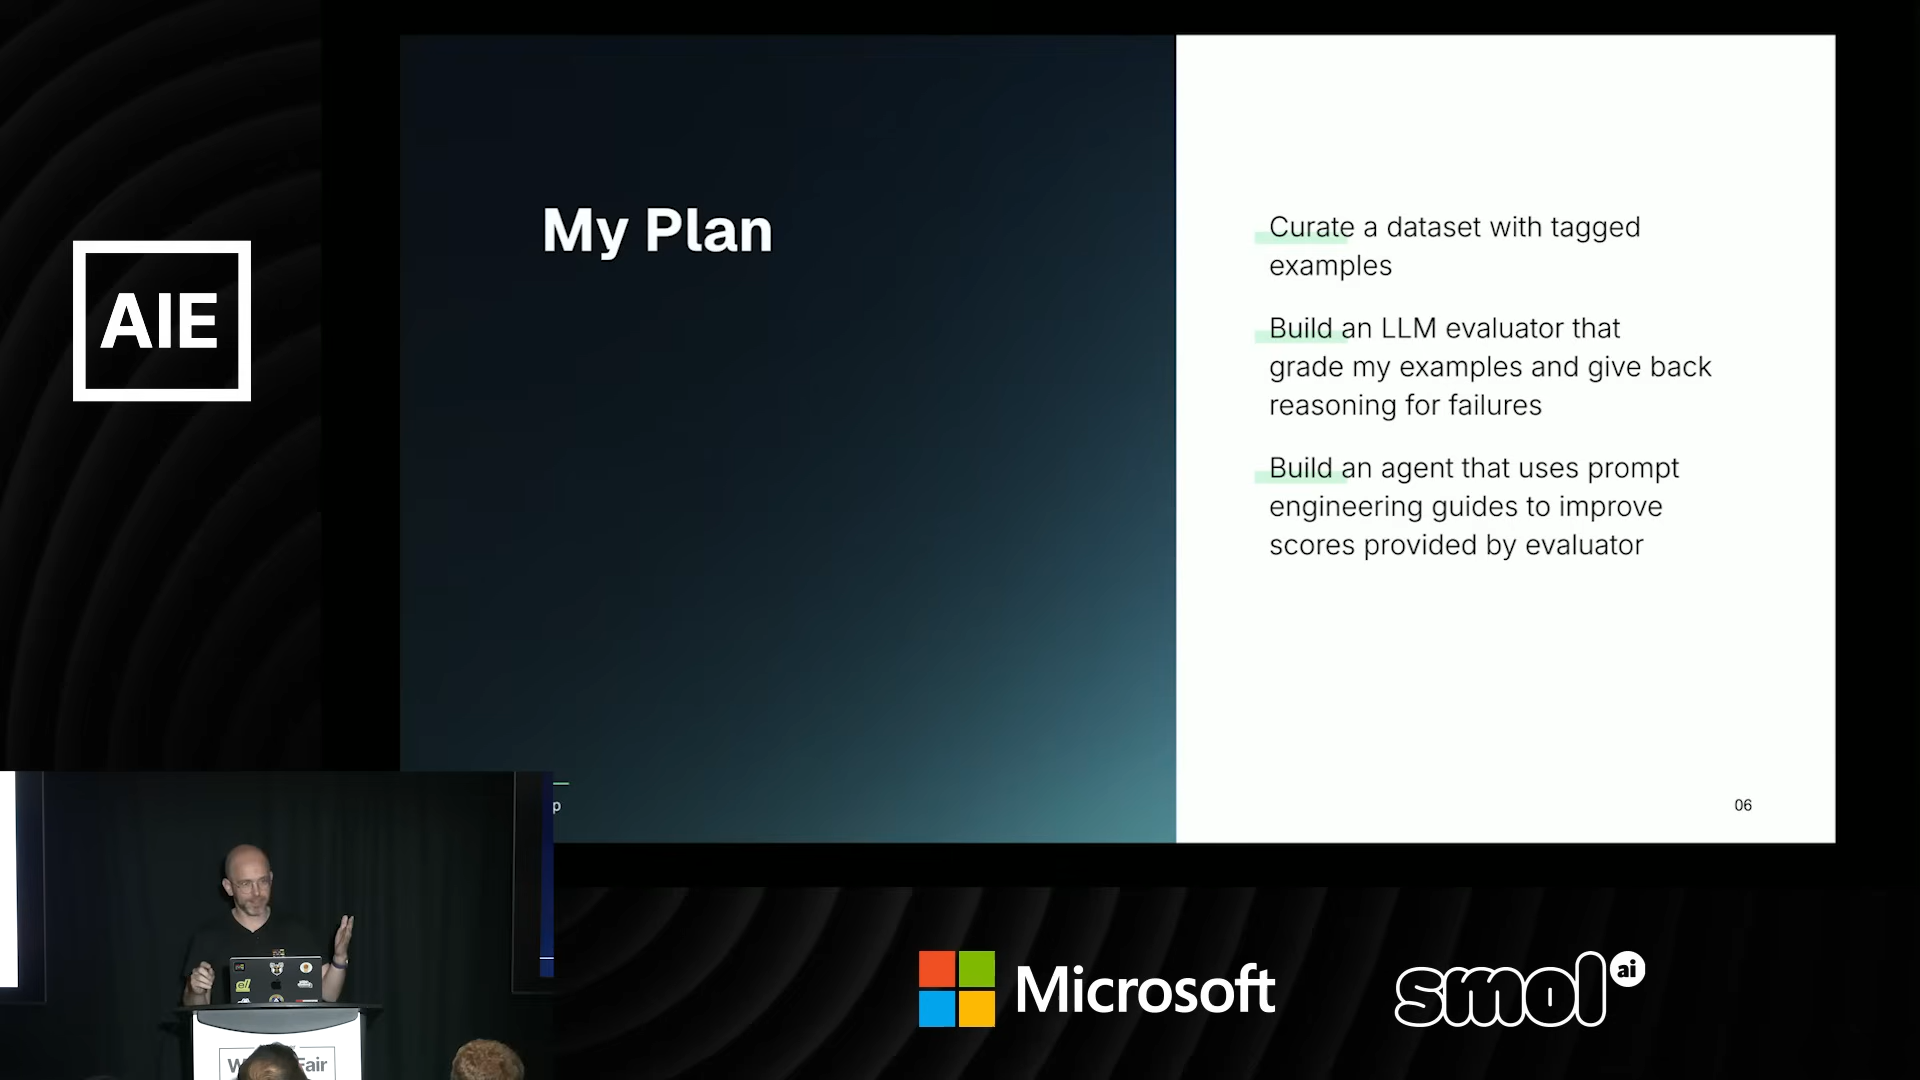 AIE
My Plan
Curate a dataset with tagged
examples
Build an LLM evaluator that
grade my examples and give back
reasoning for failures
Build an agent that uses prompt
engineering guides to improve
scores provided by evaluator
p
06
Microsoft
smol ai
Fair